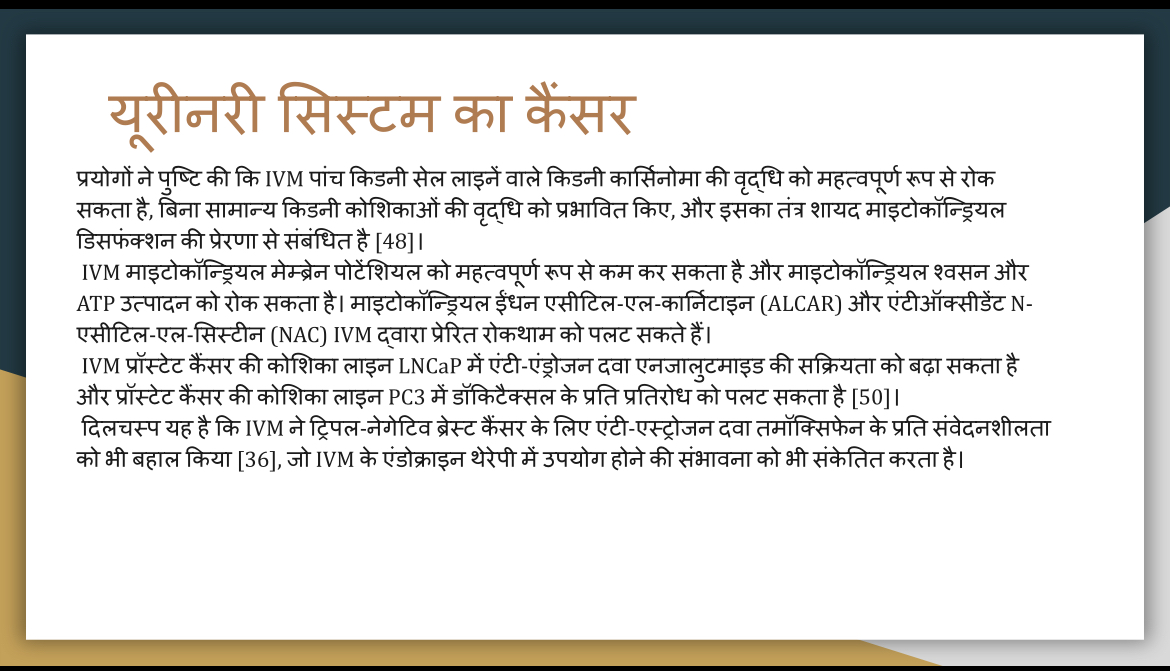 यूरीनरी सिस्टम का कैंसर
प्रयोगों ने पुष्टि की कि IVM पांच किडनी सेल लाइनें वाले किडनी कार्सिनोमा की वृद्धि को महत्वपूर्ण रूप से रोक
सकता है, बिना सामान्य किडनी कोशिकाओं की वृद्धि को प्रभावित किए, और इसका तंत्र शायद माइटोकॉन्ड्रियल
डिसफंक्शन की प्रेरणा से संबंधित है [48]।
IVM माइटोकॉन्ड्रियल मेम्ब्रेन पोटेंशियल को महत्वपूर्ण रूप से कम कर सकता है और माइटोकॉन्ड्रियल श्वसन और
ATP उत्पादन को रोक सकता है। माइटोकॉन्ड्रियल ईंधन एसीटिल-एल-कार्निटाइन (ALCAR) और एंटीऑक्सीडेंट N-
एसीटिल-एल-सिस्टीन (NAC) IVM द्वारा प्रेरित रोकथाम को पलट सकते हैं।
IVM प्रॉस्टेट कैंसर की कोशिका लाइन LNCaP में एंटी-एंड्रोजन दवा एनजालुटमाइड की सक्रियता को बढ़ा सकता है
और प्रॉस्टेट कैंसर की कोशिका लाइन PC3 में डॉकिटैक्सल के प्रति प्रतिरोध को पलट सकता है [50]।
दिलचस्प यह है कि IVM ने ट्रिपल-नेगेटिव ब्रेस्ट कैंसर के लिए एंटी-एस्ट्रोजन दवा तमॉक्सिफेन के प्रति संवेदनशीलता
को भी बहाल किया [36], जो IVM के एंडोक्राइन थेरेपी में उपयोग होने की संभावना को भी संकेतित करता है।